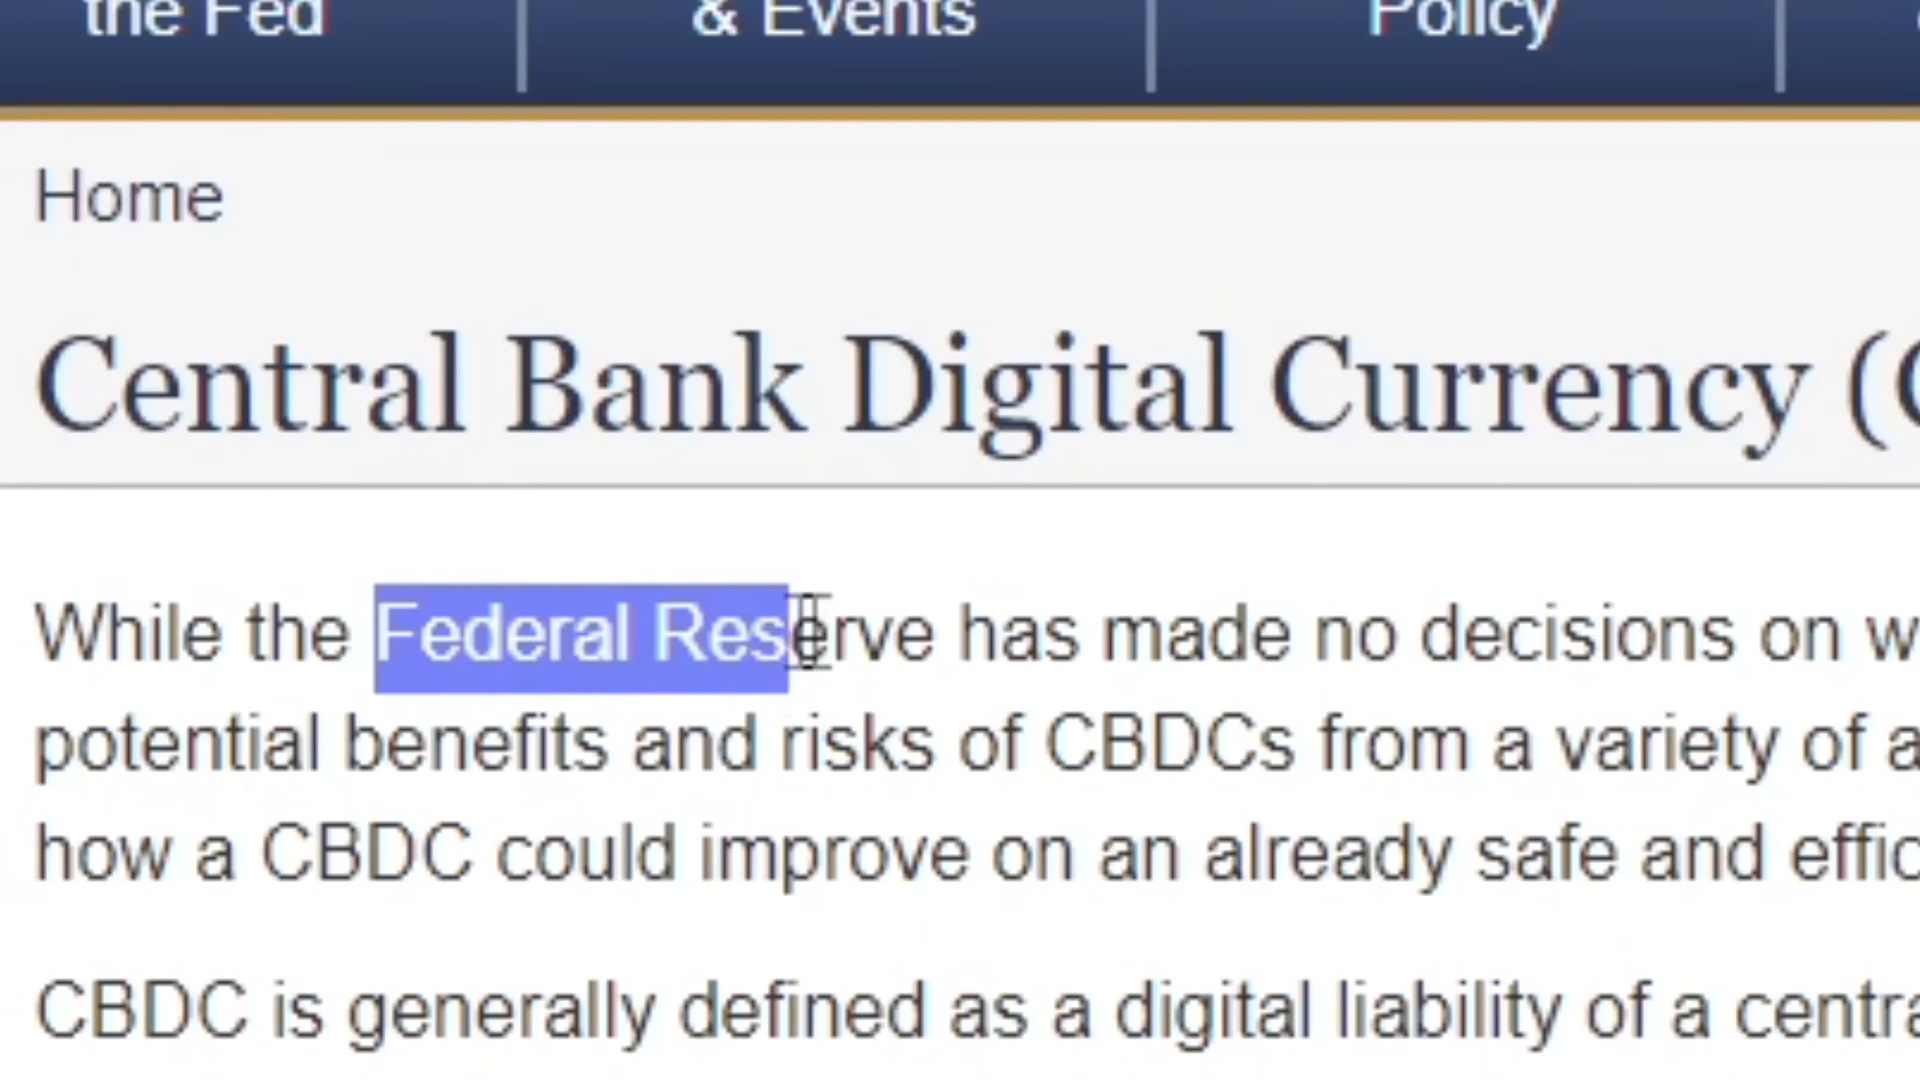 the Fed & Events Policy
Home
Central Bank Digital Currency (
While the Federal Reserve has made no decisions on
potential benefits and risks of CBDCs from a variety of
how a CBDC could improve on an already safe and
CBDC is generally defined as a digital liability of a